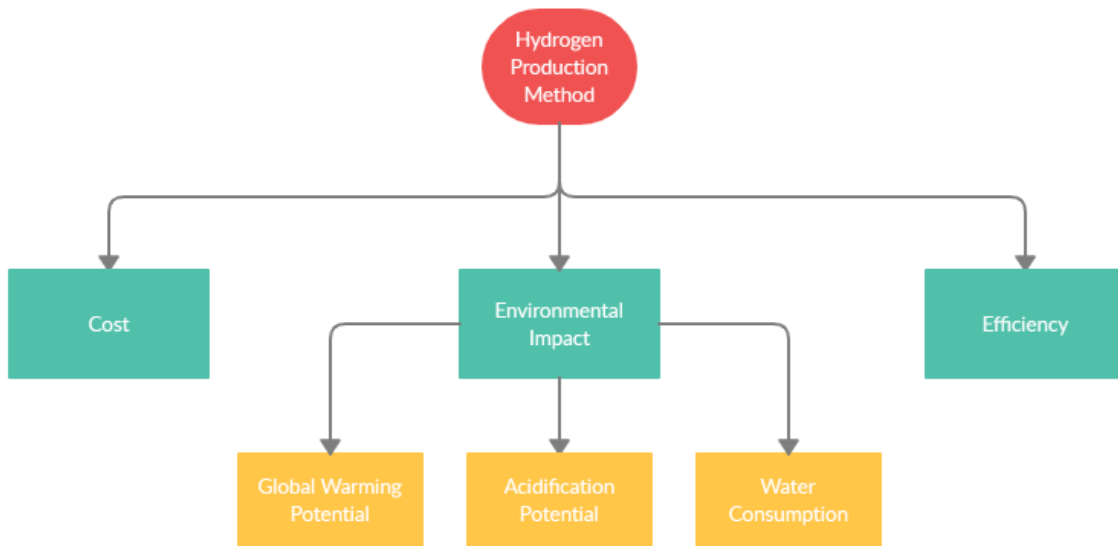 Hydrogen
Production
Method
Cost
Environmental
Impact
Efficiency
Global Warming
Potential
Acidification
Potential
Water
Consumption